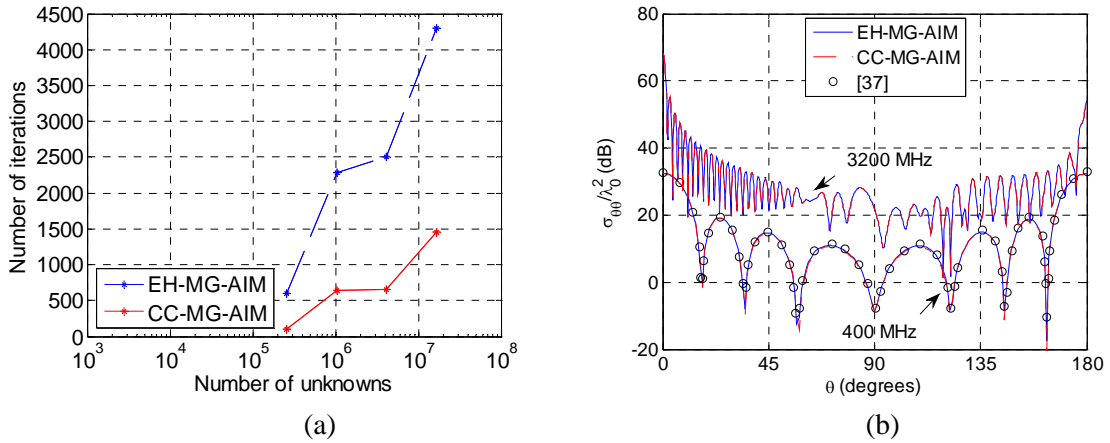 4500
4000
3500
3000
2500
2000
1500
1000
500
0
Number of iterations
EH-MG-AIM
CC-MG-AIM
10^3 10^4 10^5 10^6 10^7 10^8
Number of unknowns
(a)
80
60
40
20
0
-20
σθθ/λ₀² (dB)
EH-MG-AIM
CC-MG-AIM
[37]
3200 MHz
400 MHz
0 45 90 135 180
θ (degrees)
(b)